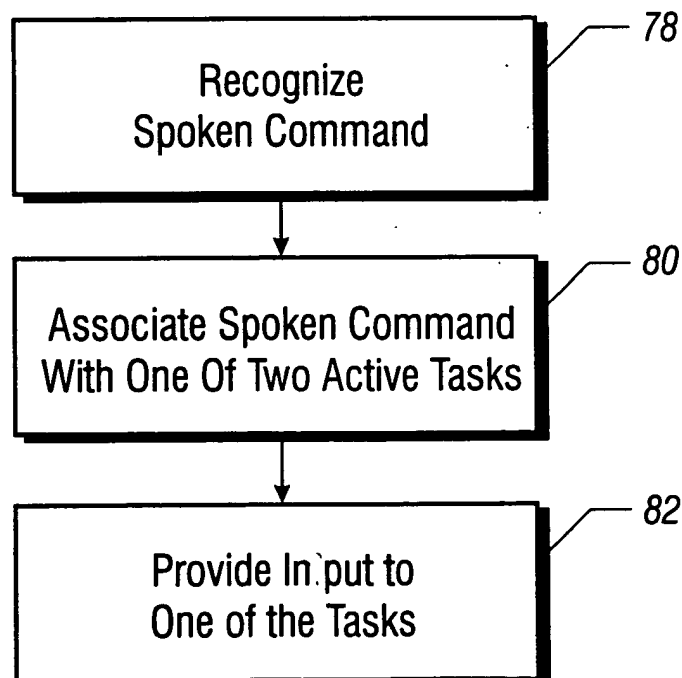 78
Recognize
Spoken Command
80
Associate Spoken Command
With One Of Two Active Tasks
82
Provide Input to
One of the Tasks